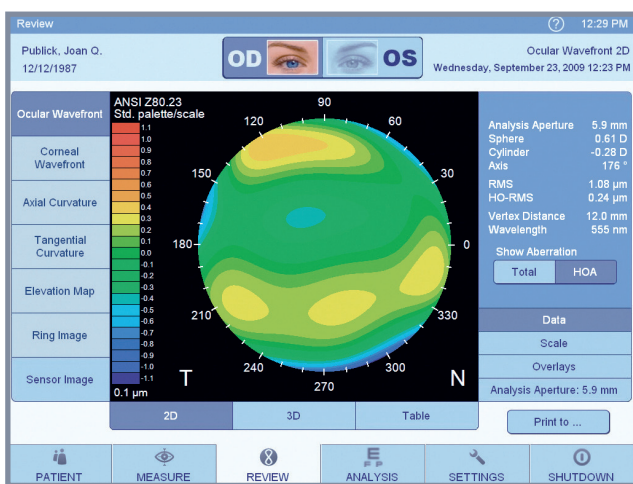 Review
? 12:29 PM
Publick, Joan Q.
12/12/1987
OD
OS
Ocular Wavefront 2D
Wednesday, September 23, 2009 12:23 PM
Ocular Wavefront
Corneal
Wavefront
Axial Curvature
Tangential
Curvature
Elevation Map
Ring Image
Sensor Image
ANSI Z80.23
Std. palette/scale
1.1
1.0
0.9
0.8
0.7
0.6
0.5
0.4
0.3
0.2
0.1
0.0
-0.1
-0.2
-0.3
-0.4
-0.5
-0.6
-0.7
-0.8
-0.9
-1.0
-1.1
0.1 µm
90
120
60
150
30
180
0
210
330
240
300
270
T
N
Analysis Aperture 5.9 mm
Sphere 0.61 D
Cylinder -0.28 D
Axis 176 °
RMS 1.08 µm
HO-RMS 0.24 µm
Vertex Distance 12.0 mm
Wavelength 555 nm
Show Aberration
Total HOA
Data
Scale
Overlays
Analysis Aperture: 5.9 mm
2D 3D Table
Print to ...
PATIENT
MEASURE
8
REVIEW
E
F P
ANALYSIS
SETTINGS
SHUTDOWN